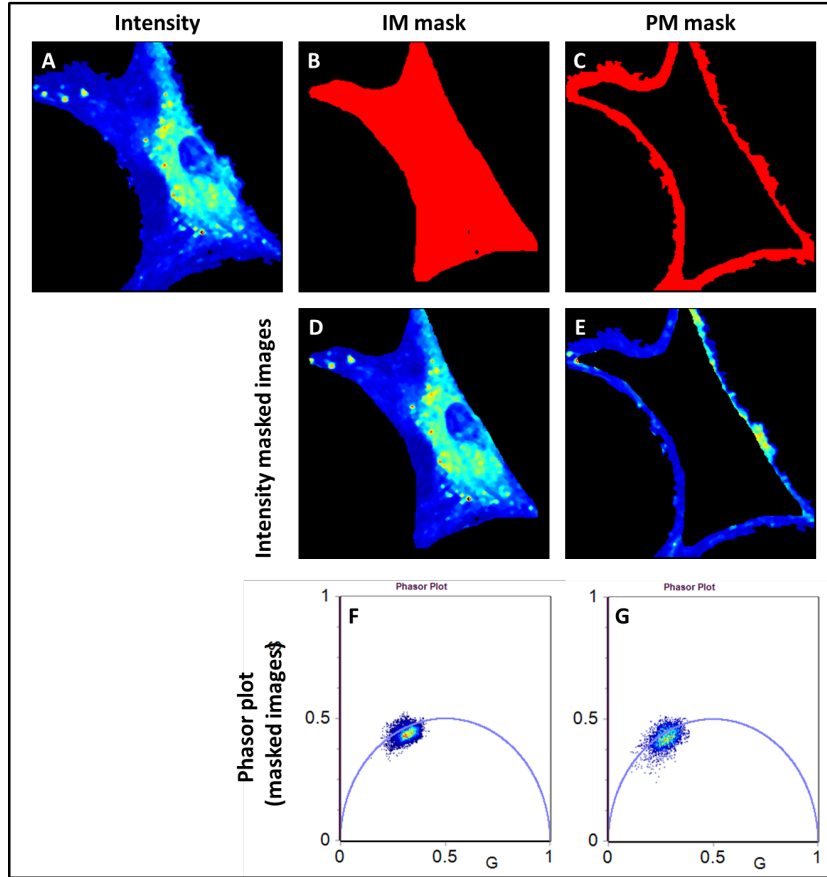 Intensity
IM mask
PM mask
A
B
C
Intensity masked images
D
E
Phasor plot
(masked images)
Phasor Plot
F
1
0.5
0
0
0.5
1
G
Phasor Plot
G
1
0.5
0
0
0.5
1
G